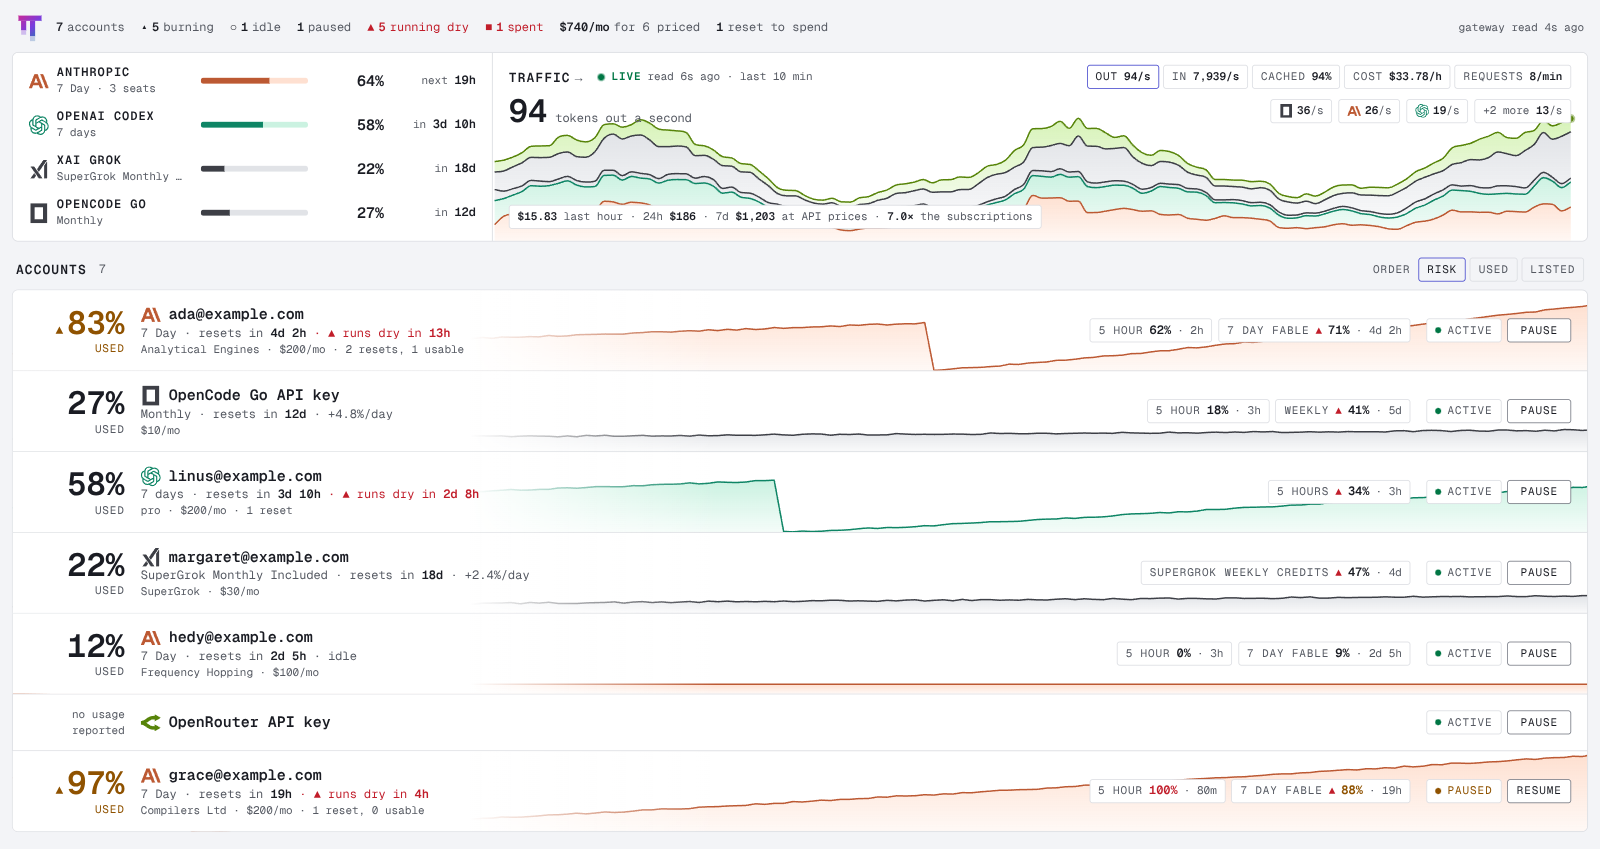 7 accounts ▲ 5 burning ○ 1 idle 1 paused ▲ 5 running dry ■ 1 spent $740/mo for 6 priced 1 reset to spend gateway read 4s ago
ANTHROPIC
7 Day · 3 seats
64% next 19h
OPENAI CODEX
7 days
58% in 3d 10h
XAI GROK
SuperGrok Monthly …
22% in 18d
OPENCODE GO
Monthly
27% in 12d
TRAFFIC → ● LIVE read 6s ago · last 10 min
OUT 94/s IN 7,939/s CACHED 94% COST $33.78/h REQUESTS 8/min
94 tokens out a second
36/s 26/s 19/s +2 more 13/s
$15.83 last hour · 24h $186 · 7d $1,203 at API prices · 7.0× the subscriptions
ACCOUNTS 7 ORDER RISK USED LISTED
▲83% USED
ada@example.com
7 Day · resets in 4d 2h · ▲ runs dry in 13h
Analytical Engines · $200/mo · 2 resets, 1 usable
5 HOUR 62% · 2h 7 DAY FABLE ▲ 71% · 4d 2h ● ACTIVE PAUSE
27% USED
OpenCode Go API key
Monthly · resets in 12d · +4.8%/day
$10/mo
5 HOUR 18% · 3h WEEKLY ▲ 41% · 5d ● ACTIVE PAUSE
58% USED
linus@example.com
7 days · resets in 3d 10h · ▲ runs dry in 2d 8h
pro · $200/mo · 1 reset
5 HOURS ▲ 34% · 3h ● ACTIVE PAUSE
22% USED
margaret@example.com
SuperGrok Monthly Included · resets in 18d · +2.4%/day
SuperGrok · $30/mo
SUPERGROK WEEKLY CREDITS ▲ 47% · 4d ● ACTIVE PAUSE
12% USED
hedy@example.com
7 Day · resets in 2d 5h · idle
Frequency Hopping · $100/mo
5 HOUR 0% · 3h 7 DAY FABLE 9% · 2d 5h ● ACTIVE PAUSE
no usage
reported
OpenRouter API key
● ACTIVE PAUSE
▲97% USED
grace@example.com
7 Day · resets in 19h · ▲ runs dry in 4h
Compilers Ltd · $200/mo · 1 reset, 0 usable
5 HOUR 100% · 80m 7 DAY FABLE ▲ 88% · 19h ● PAUSED RESUME